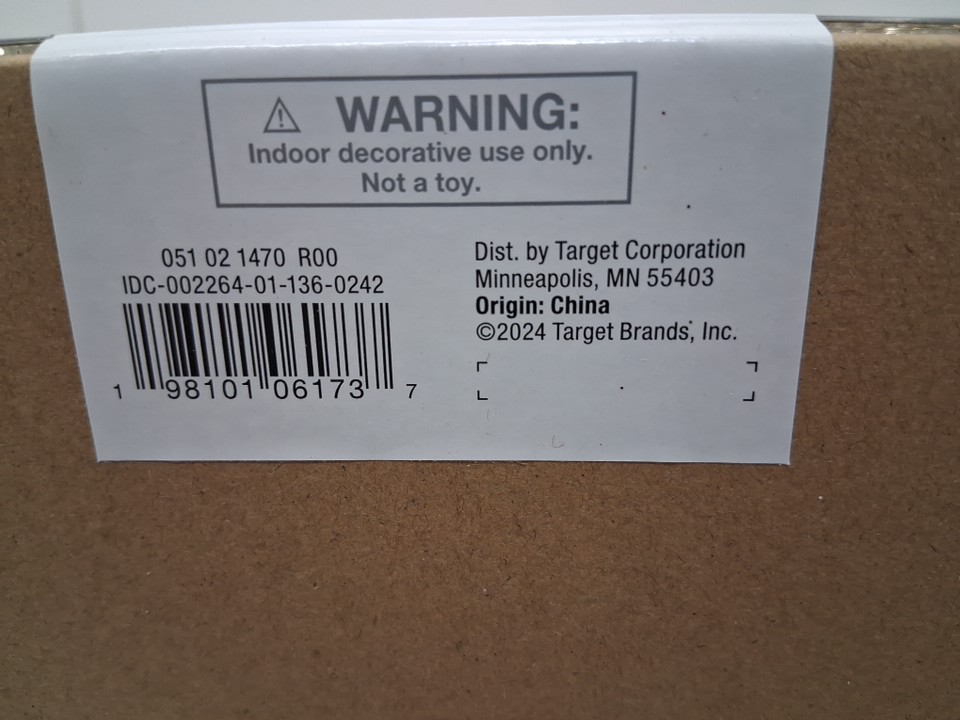 ⚠ WARNING:
Indoor decorative use only.
Not a toy.
051 02 1470 R00
IDC-002264-01-136-0242
1 98101 06173 7
Dist. by Target Corporation
Minneapolis, MN 55403
Origin: China
©2024 Target Brands, Inc.